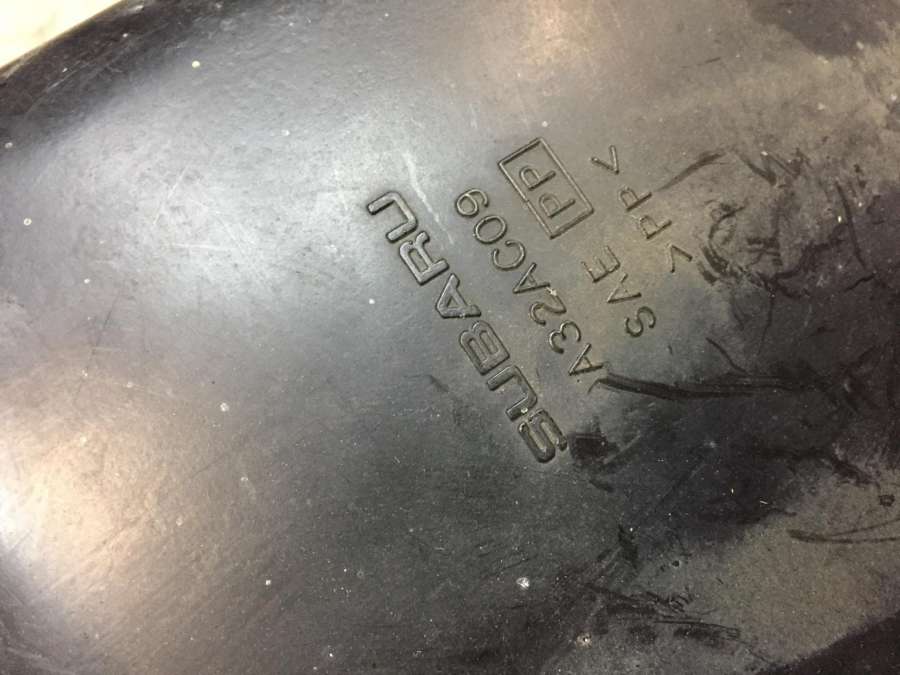 SUBARU
A32AC09
SAE PP
>PP<